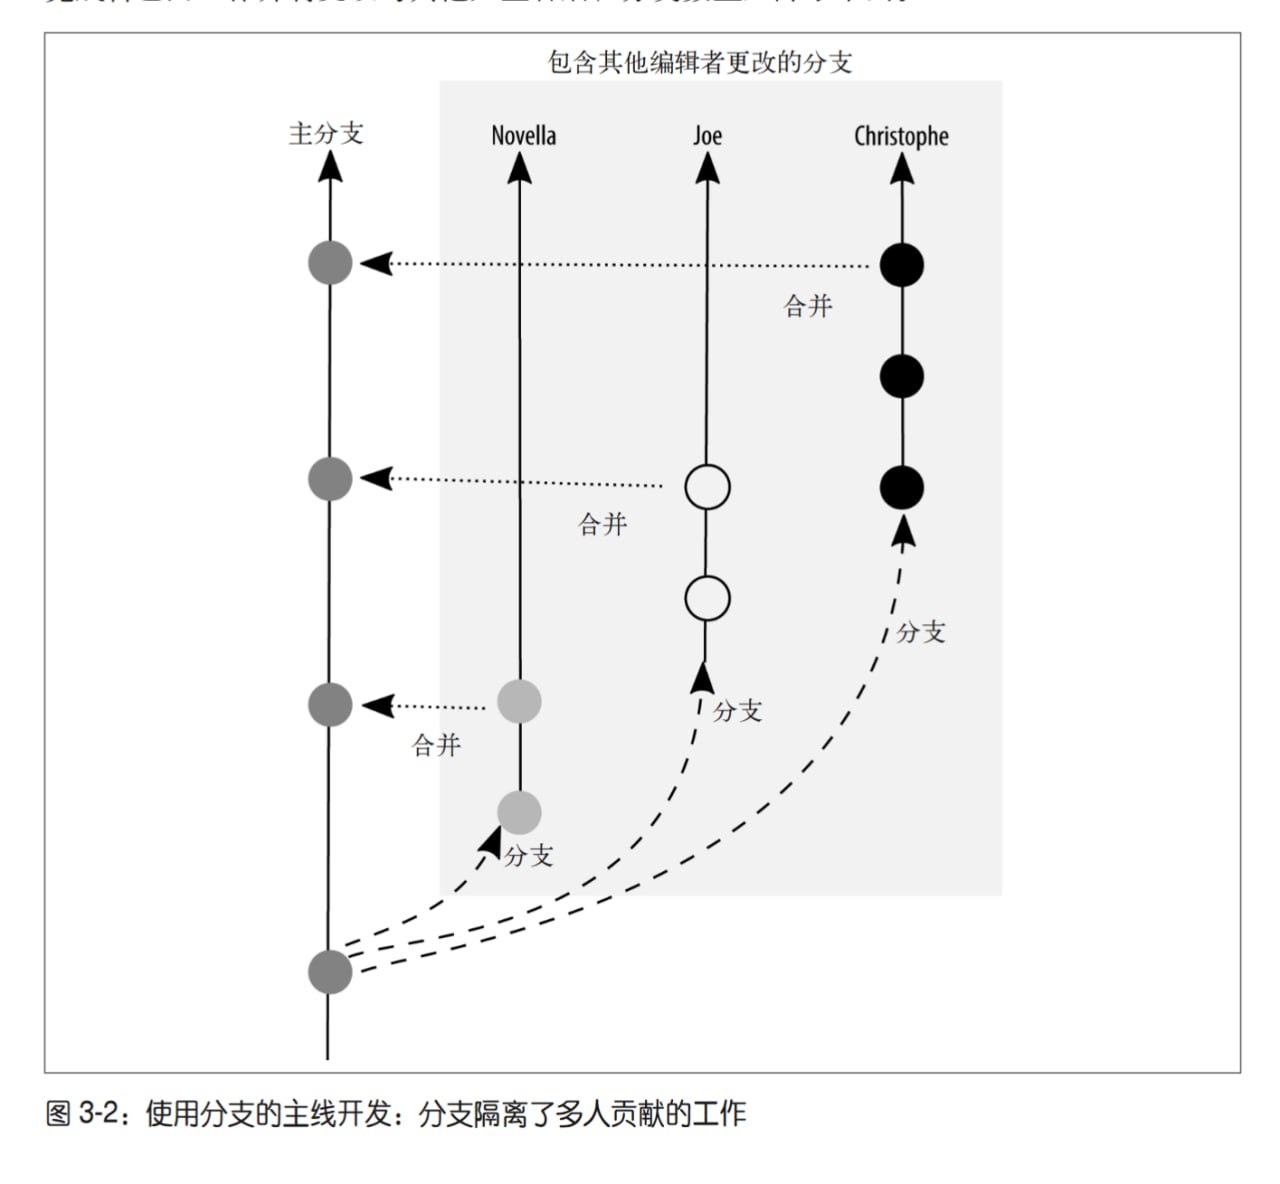 包含其他编辑者更改的分支
主分支
Novella
Joe
Christophe
合并
合并
分支
分支
合并
分支
图 3-2：使用分支的主线开发：分支隔离了多人贡献的工作